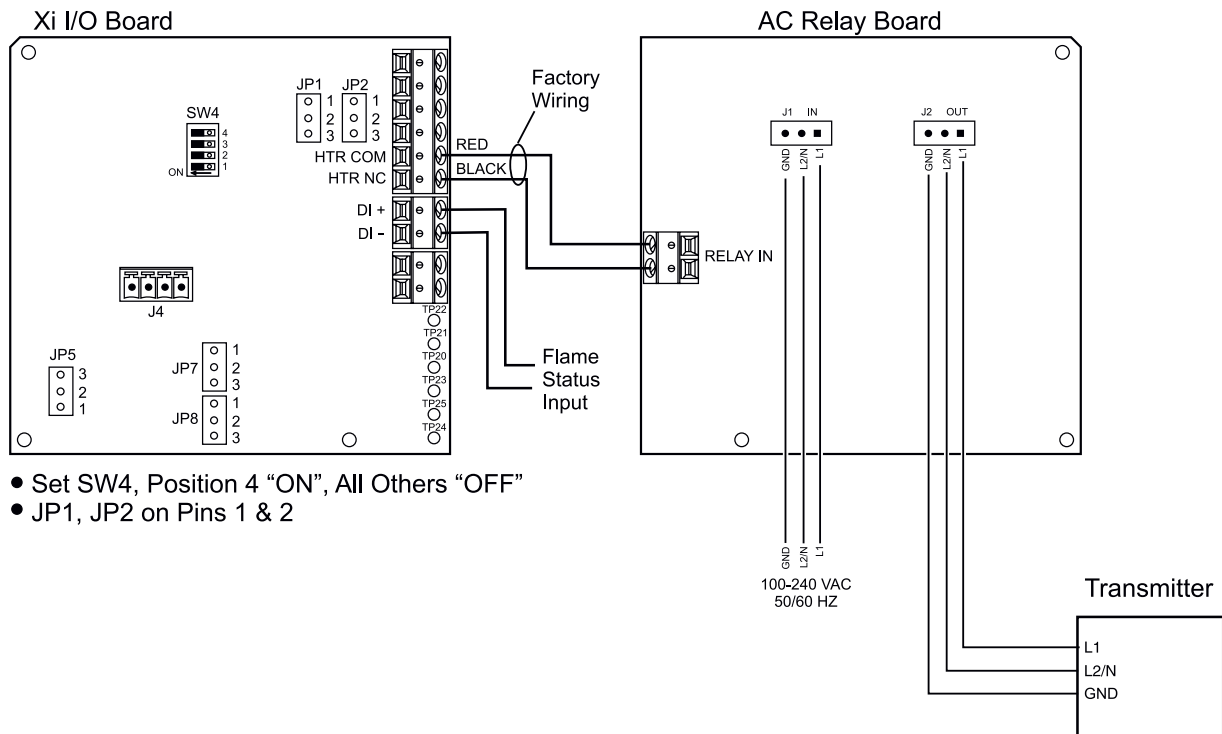 Xi I/O Board
AC Relay Board
JP1
1
2
3
JP2
1
2
3
SW4
4
3
2
1
ON
Factory
Wiring
HTR COM
RED
HTR NC
BLACK
DI +
DI –
J1 IN
GND
L2/N
L1
J2 OUT
GND
L2/N
L1
RELAY IN
J4
TP22
TP21
TP20
TP23
TP25
TP24
JP5
3
2
1
JP7
1
2
3
JP8
1
2
3
Flame
Status
Input
GND
L2/N
L1
100-240 VAC
50/60 HZ
• Set SW4, Position 4 “ON”, All Others “OFF”
• JP1, JP2 on Pins 1 & 2
Transmitter
L1
L2/N
GND